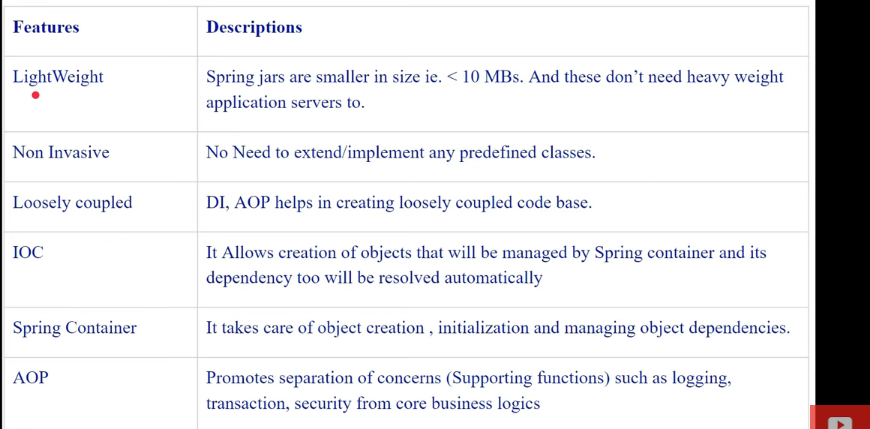 Features
Descriptions
LightWeight
Spring jars are smaller in size ie. < 10 MBs. And these don’t need heavy weight
application servers to.
Non Invasive
No Need to extend/implement any predefined classes.
Loosely coupled
DI, AOP helps in creating loosely coupled code base.
IOC
It Allows creation of objects that will be managed by Spring container and its
dependency too will be resolved automatically
Spring Container
It takes care of object creation , initialization and managing object dependencies.
AOP
Promotes separation of concerns (Supporting functions) such as logging,
transaction, security from core business logics